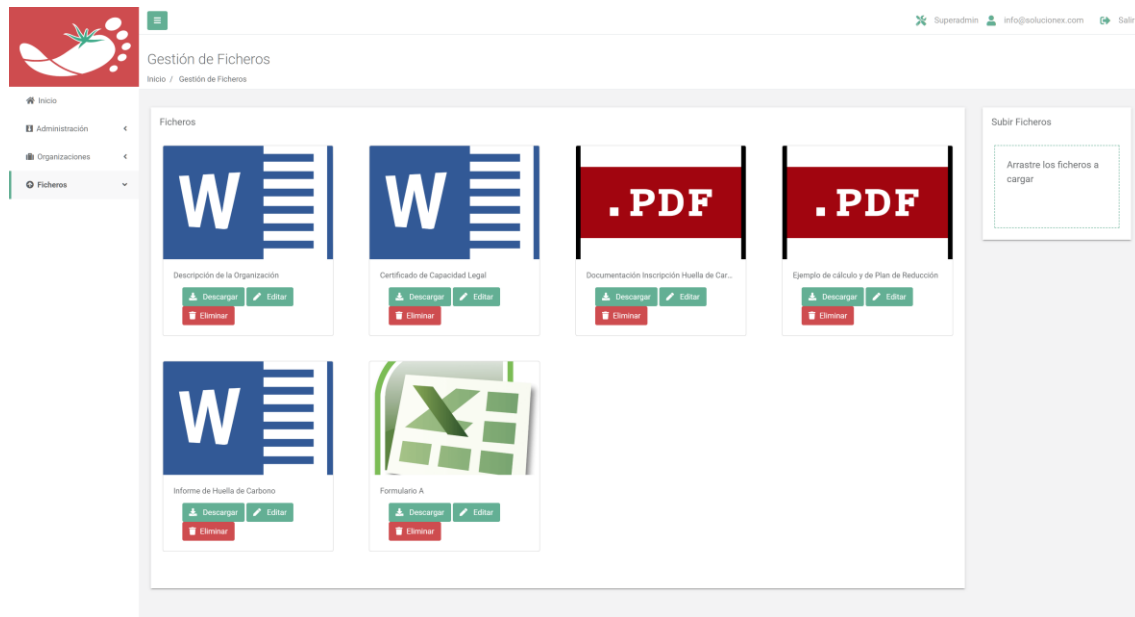 Superadmin info@solucionex.com Salir
Gestión de Ficheros
Inicio / Gestión de Ficheros
Inicio
Administración
Organizaciones
Ficheros
Ficheros
W
W
.PDF
.PDF
Descripción de la Organización
Certificado de Capacidad Legal
Documentación Inscripción Huella de Car...
Ejemplo de cálculo y de Plan de Reducción
Descargar Editar
Eliminar
Descargar Editar
Eliminar
Descargar Editar
Eliminar
Descargar Editar
Eliminar
W
X
Informe de Huella de Carbono
Formulario A
Descargar Editar
Eliminar
Descargar Editar
Eliminar
Subir Ficheros
Arrastre los ficheros a
cargar